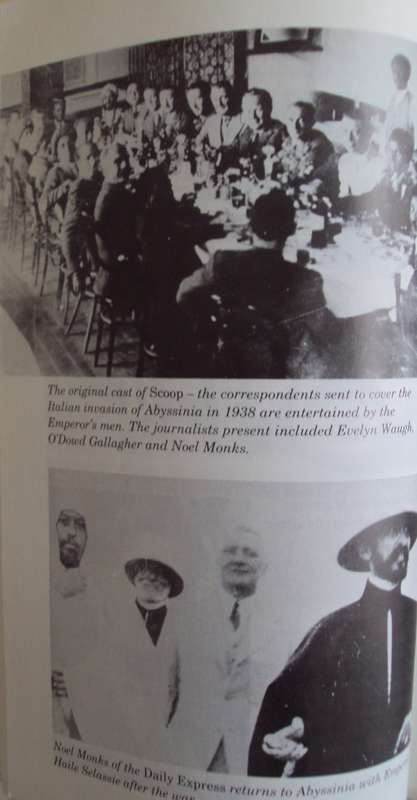 The original cast of Scoop – the correspondents sent to cover the
Italian invasion of Abyssinia in 1938 are entertained by the
Emperor's men. The journalists present included Evelyn Waugh,
O'Dowd Gallagher and Noel Monks.
Noel Monks of the Daily Express returns to Abyssinia with
Haile Selassie after the